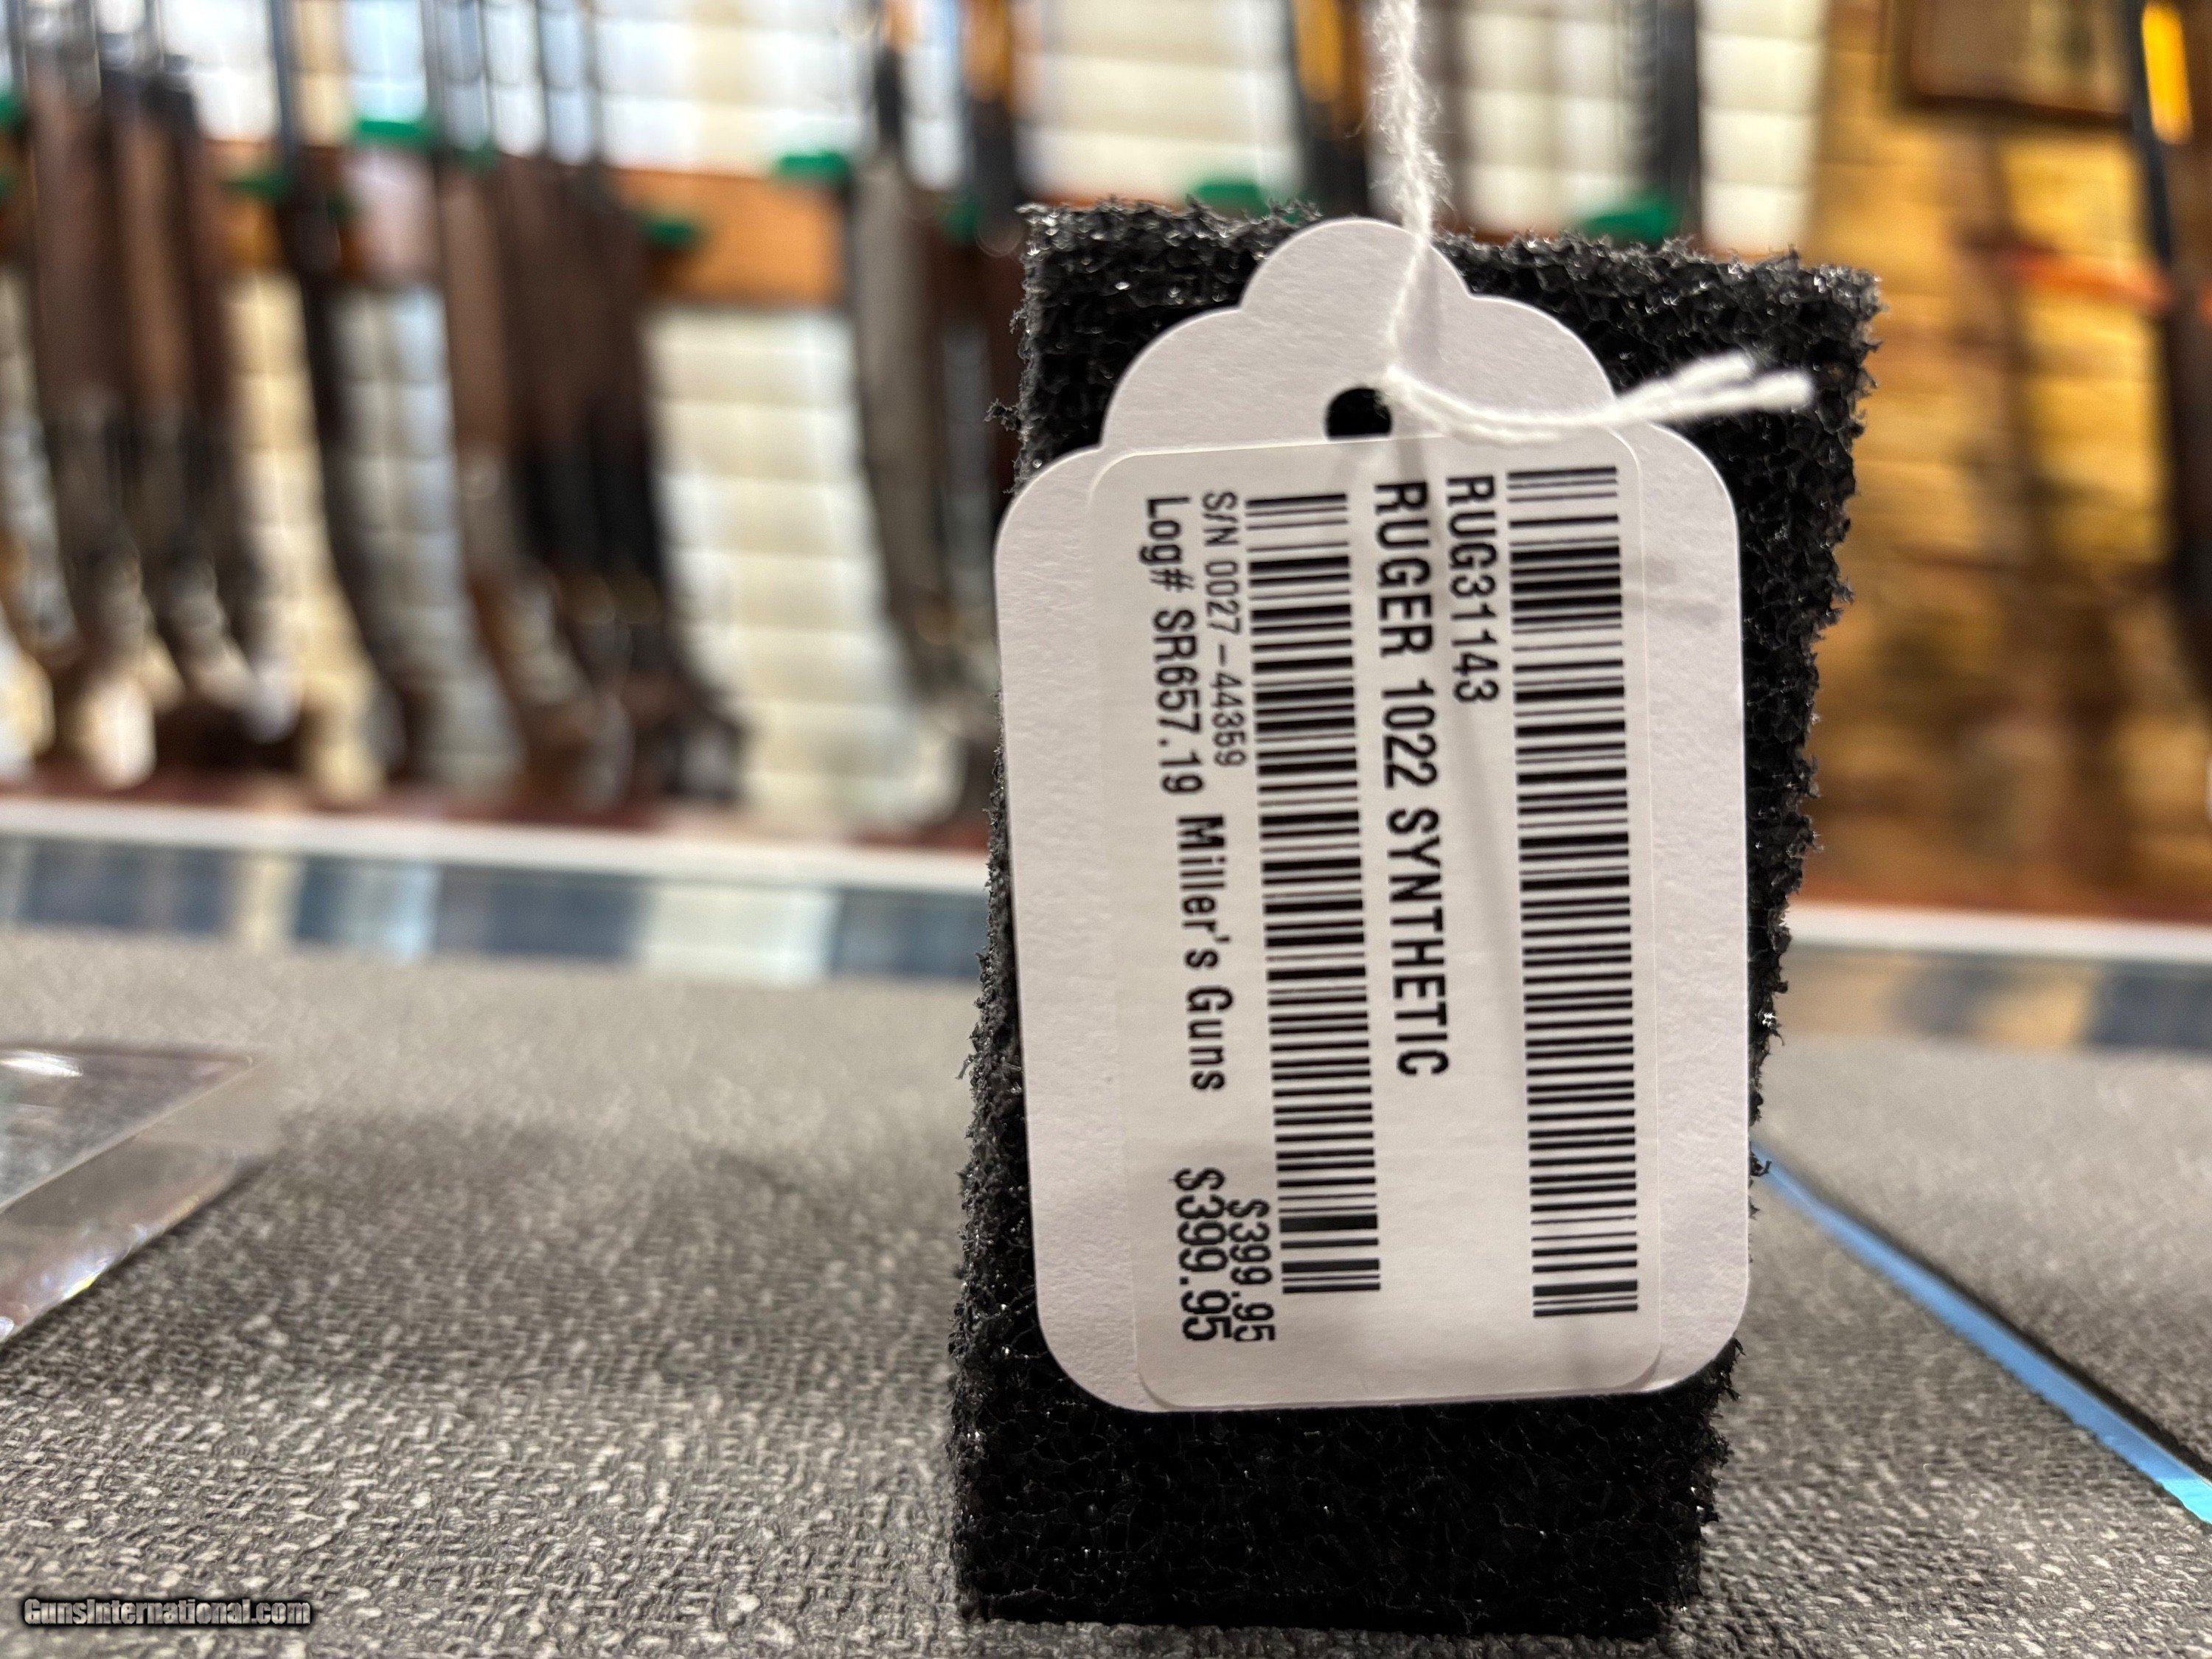 RUG31143
RUGER 1022 SYNTHETIC
S/N 0027-44359 $399.95
Log# SR657.19 Miller's Guns $399.95
GunsInternational.com